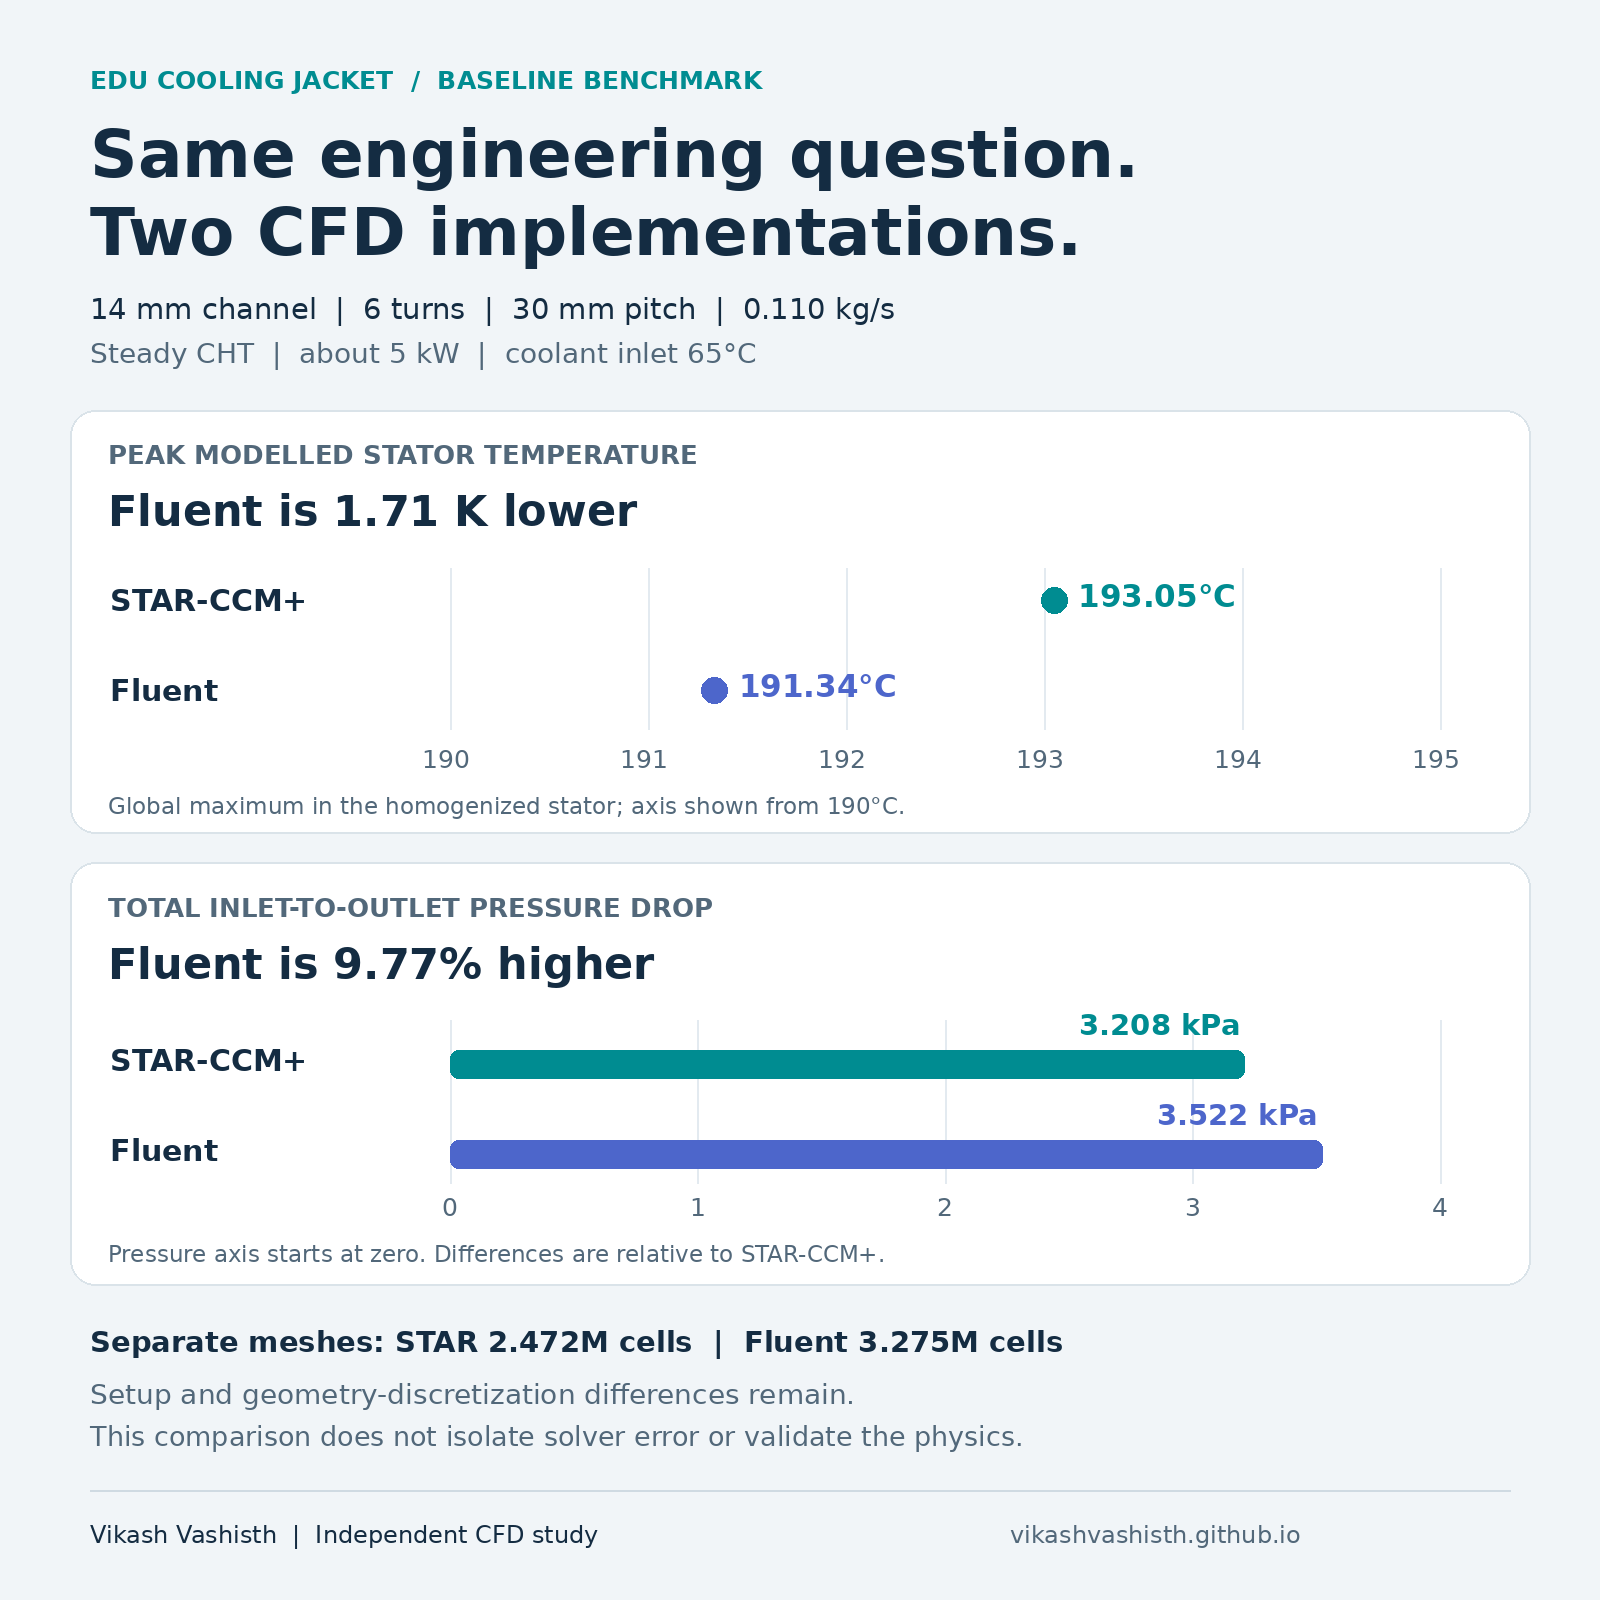 EDU COOLING JACKET / BASELINE BENCHMARK
Same engineering question.
Two CFD implementations.
14 mm channel | 6 turns | 30 mm pitch | 0.110 kg/s
Steady CHT | about 5 kW | coolant inlet 65°C
PEAK MODELLED STATOR TEMPERATURE
Fluent is 1.71 K lower
STAR-CCM+
193.05°C
Fluent
191.34°C
190 191 192 193 194 195
Global maximum in the homogenized stator; axis shown from 190°C.
TOTAL INLET-TO-OUTLET PRESSURE DROP
Fluent is 9.77% higher
3.208 kPa
STAR-CCM+
3.522 kPa
Fluent
0 1 2 3 4
Pressure axis starts at zero. Differences are relative to STAR-CCM+.
Separate meshes: STAR 2.472M cells | Fluent 3.275M cells
Setup and geometry-discretization differences remain.
This comparison does not isolate solver error or validate the physics.
Vikash Vashisth | Independent CFD study
vikashvashisth.github.io